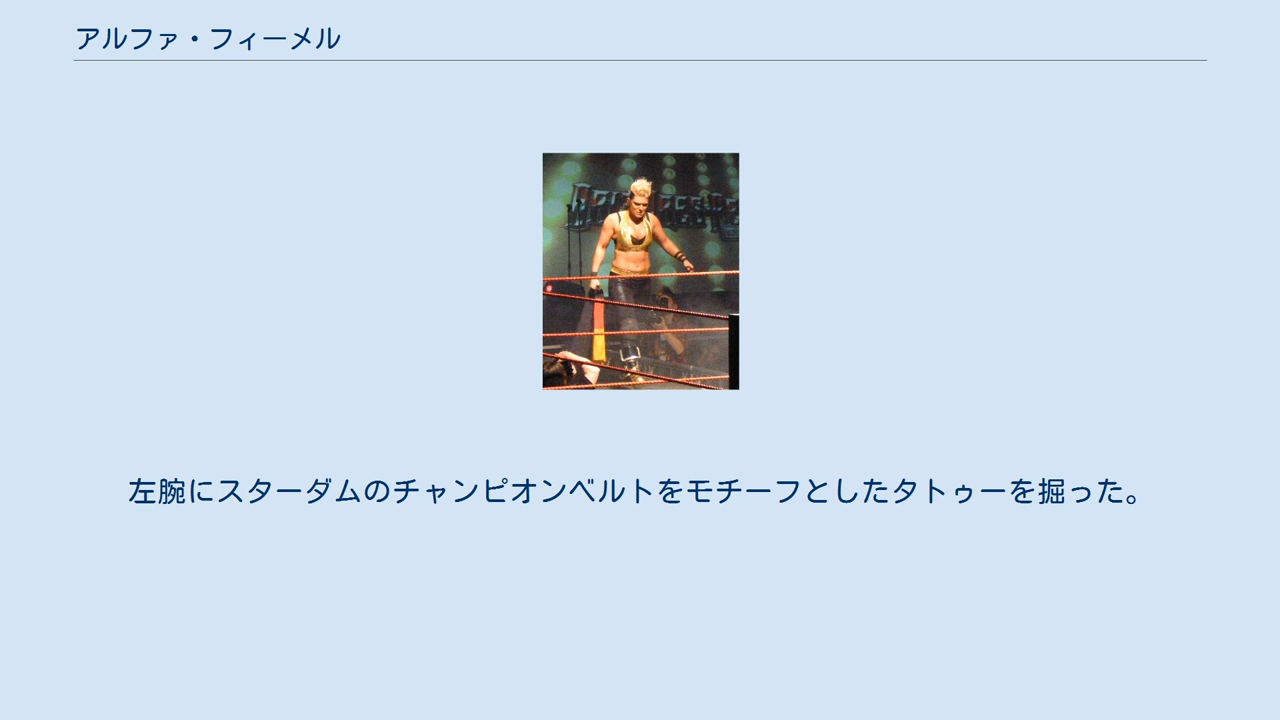 アルファ・フィーメル
左腕にスターダムのチャンピオンベルトをモチーフとしたタトゥーを掘った。